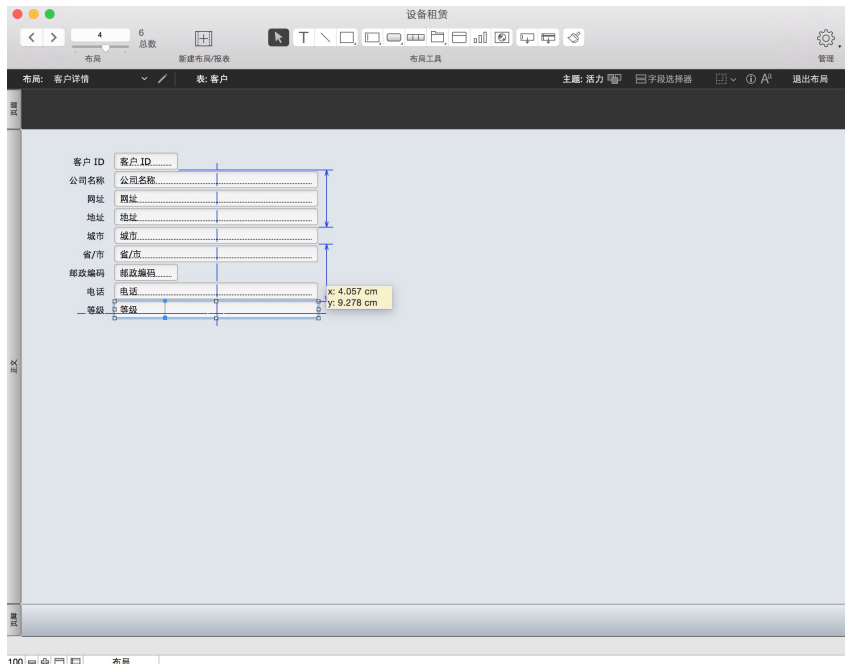 设备租赁
4 6
总数
布局 新建布局/报表 布局工具 管理
布局: 客户详情 表: 客户 主题: 活力 字段选择器 退出布局
页眉
客户 ID 客户 ID
公司名称 公司名称
网址 网址
地址 地址
城市 城市
省/市 省/市
邮政编码 邮政编码
电话 电话
x: 4.057 cm
等级 等级
y: 9.278 cm
正文
页脚
100 布局